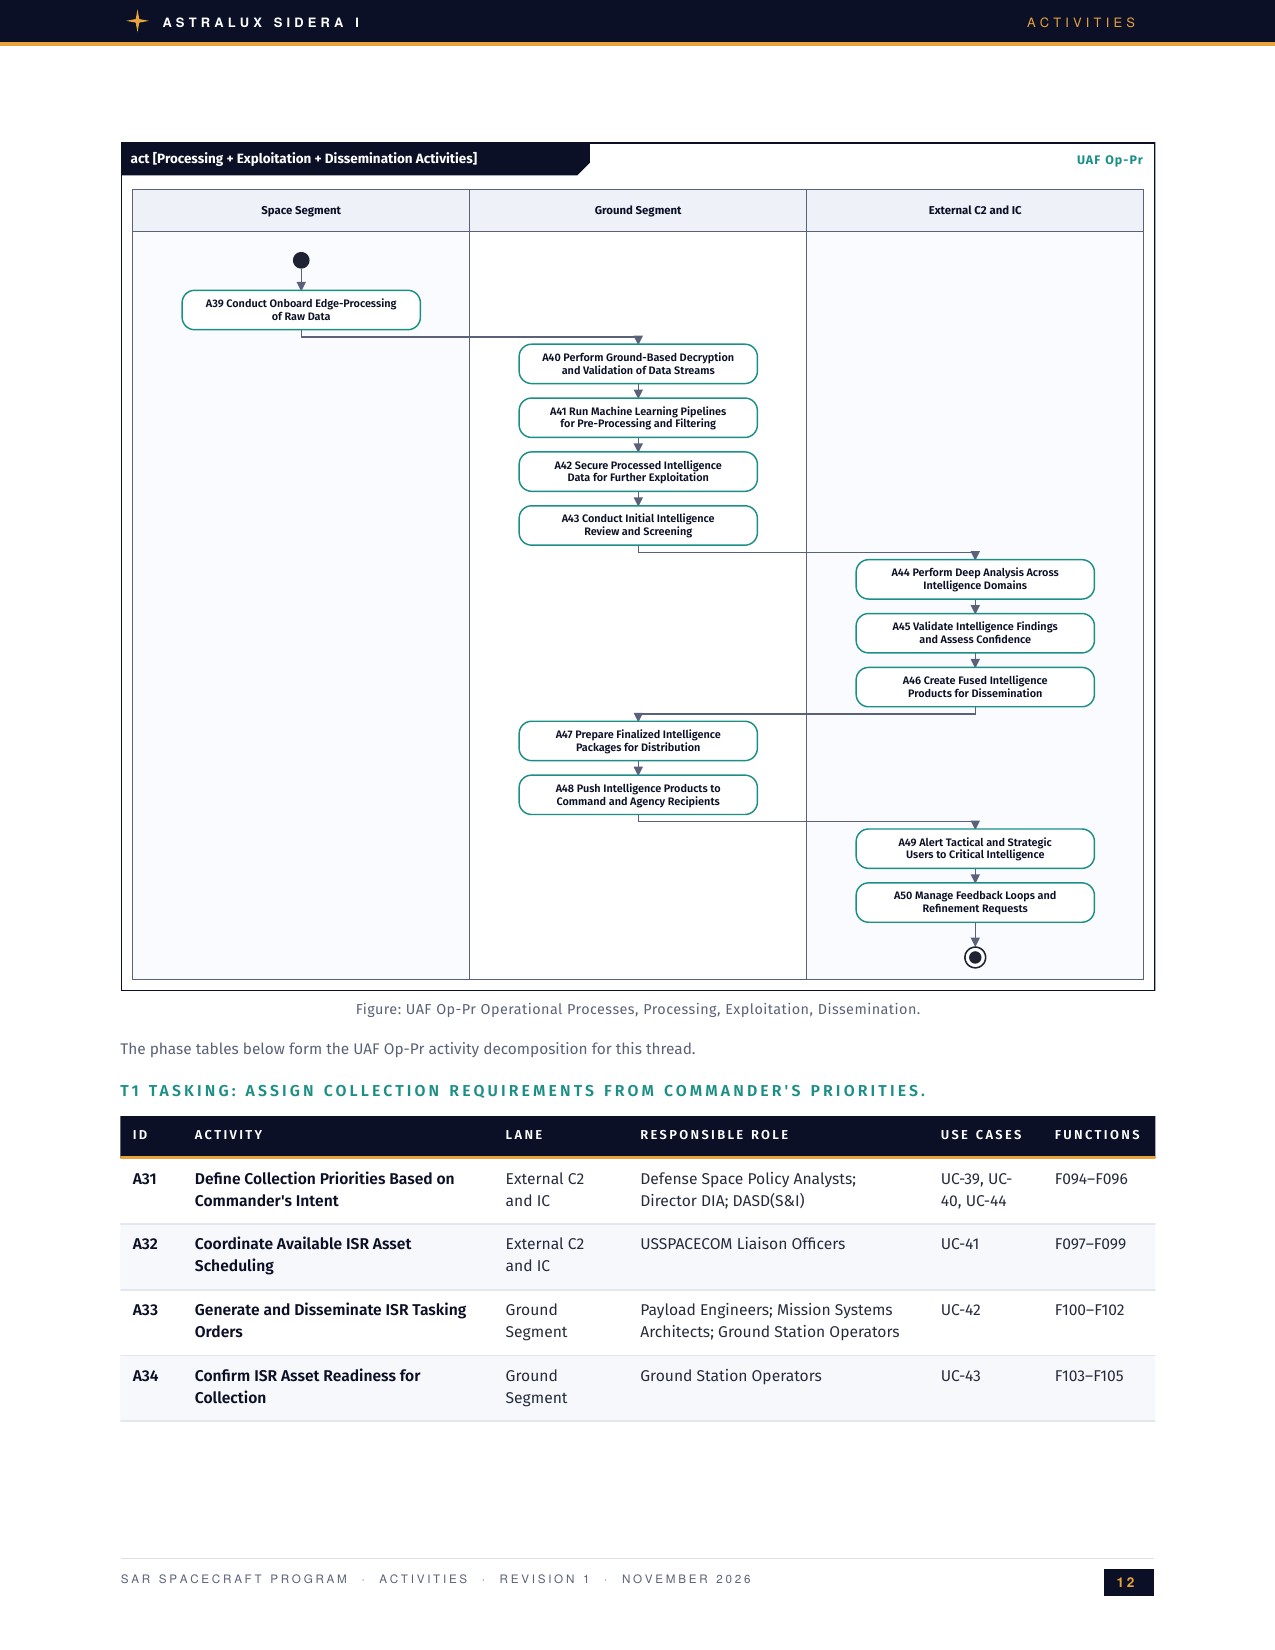 ASTRALUX SIDERA I
ACTIVITIES
act [Processing + Exploitation + Dissemination Activities]
UAF Op-Pr
Space Segment
Ground Segment
External C2 and IC
A39 Conduct Onboard Edge-Processing
of Raw Data
A40 Perform Ground-Based Decryption
and Validation of Data Streams
A41 Run Machine Learning Pipelines
for Pre-Processing and Filtering
A42 Secure Processed Intelligence
Data for Further Exploitation
A43 Conduct Initial Intelligence
Review and Screening
A44 Perform Deep Analysis Across
Intelligence Domains
A45 Validate Intelligence Findings
and Assess Confidence
A46 Create Fused Intelligence
Products for Dissemination
A47 Prepare Finalized Intelligence
Packages for Distribution
A48 Push Intelligence Products to
Command and Agency Recipients
A49 Alert Tactical and Strategic
Users to Critical Intelligence
A50 Manage Feedback Loops and
Refinement Requests
Figure: UAF Op-Pr Operational Processes, Processing, Exploitation, Dissemination.
The phase tables below form the UAF Op-Pr activity decomposition for this thread.
T1 TASKING: ASSIGN COLLECTION REQUIREMENTS FROM COMMANDER'S PRIORITIES.
ID ACTIVITY LANE RESPONSIBLE ROLE USE CASES FUNCTIONS
A31 Define Collection Priorities Based on External C2 Defense Space Policy Analysts; UC-39, UC- F094–F096
Commander's Intent and IC Director DIA; DASD(S&I) 40, UC-44
A32 Coordinate Available ISR Asset External C2 USSPACECOM Liaison Officers UC-41 F097–F099
Scheduling and IC
A33 Generate and Disseminate ISR Tasking Ground Payload Engineers; Mission Systems UC-42 F100–F102
Orders Segment Architects; Ground Station Operators
A34 Confirm ISR Asset Readiness for Ground Ground Station Operators UC-43 F103–F105
Collection Segment
SAR SPACECRAFT PROGRAM · ACTIVITIES · REVISION 1 · NOVEMBER 2026
12